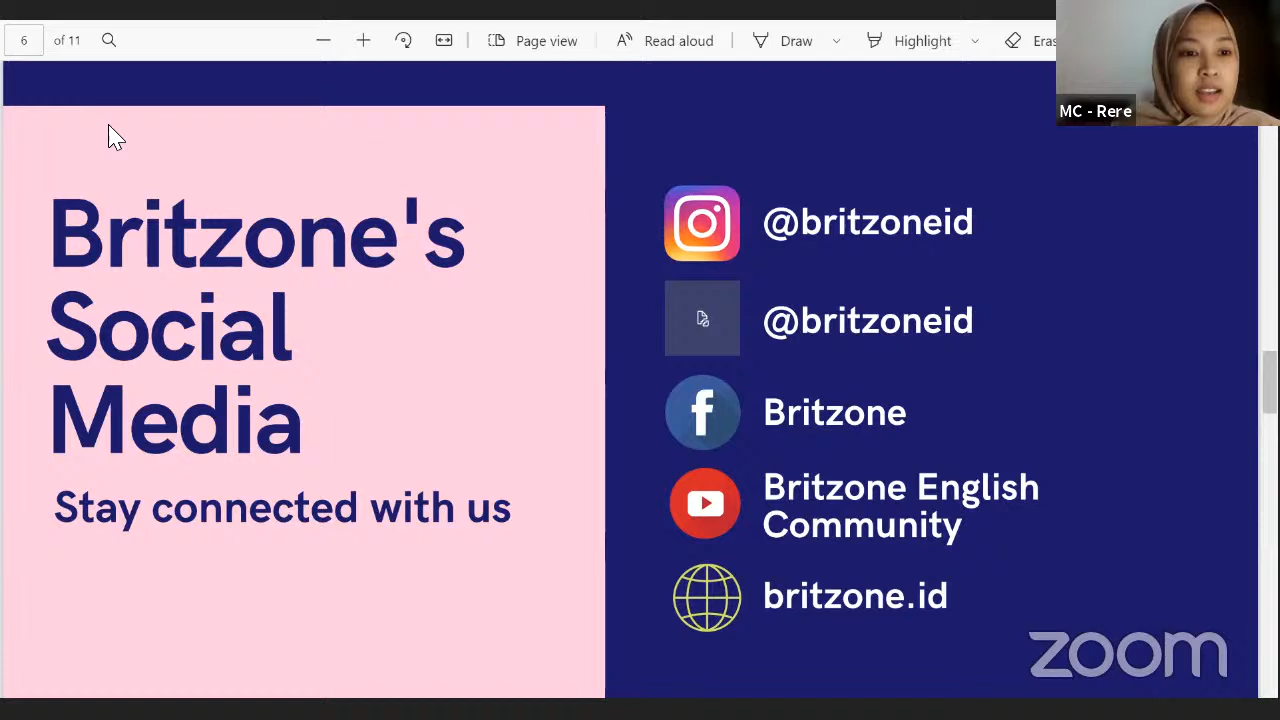 6
of 11
Page view
Read aloud
Draw
Highlight
MC - Rere
Britzone's
Social
Media
Stay connected with us
@britzoneid
@britzoneid
Britzone
Britzone English
Community
britzone.id
zoom